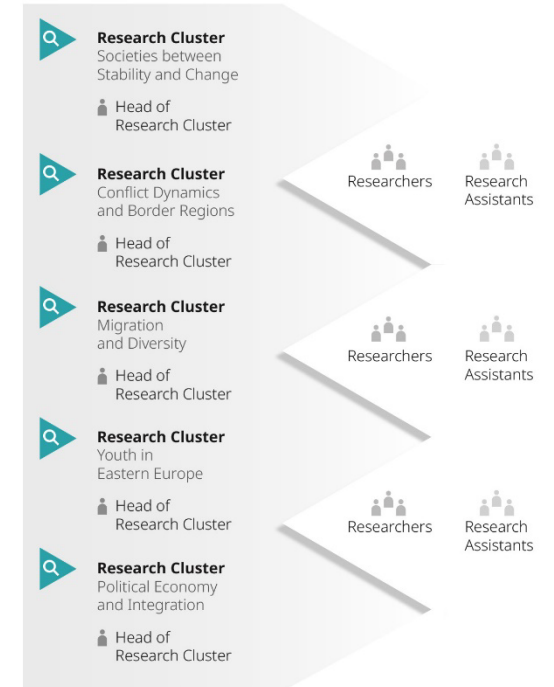 Research Cluster
Societies between
Stability and Change
Head of
Research Cluster
Research Cluster
Conflict Dynamics
and Border Regions
Head of
Research Cluster
Researchers
Research
Assistants
Research Cluster
Migration
and Diversity
Head of
Research Cluster
Researchers
Research
Assistants
Research Cluster
Youth in
Eastern Europe
Head of
Research Cluster
Researchers
Research
Assistants
Research Cluster
Political Economy
and Integration
Head of
Research Cluster